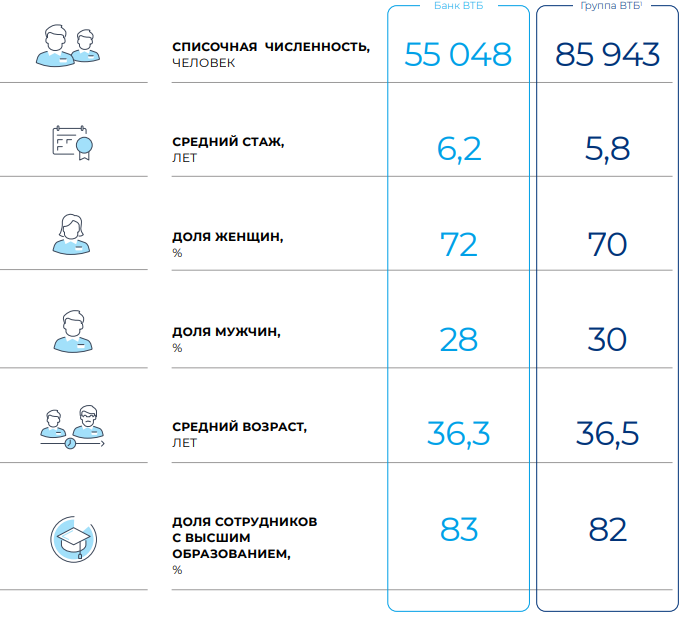 Банк ВТБ Группа ВТБ¹
СПИСОЧНАЯ ЧИСЛЕННОСТЬ,
ЧЕЛОВЕК
55 048 85 943
СРЕДНИЙ СТАЖ,
ЛЕТ
6,2 5,8
ДОЛЯ ЖЕНЩИН,
%
72 70
ДОЛЯ МУЖЧИН,
%
28 30
СРЕДНИЙ ВОЗРАСТ,
ЛЕТ
36,3 36,5
ДОЛЯ СОТРУДНИКОВ
С ВЫСШИМ
ОБРАЗОВАНИЕМ,
%
83 82